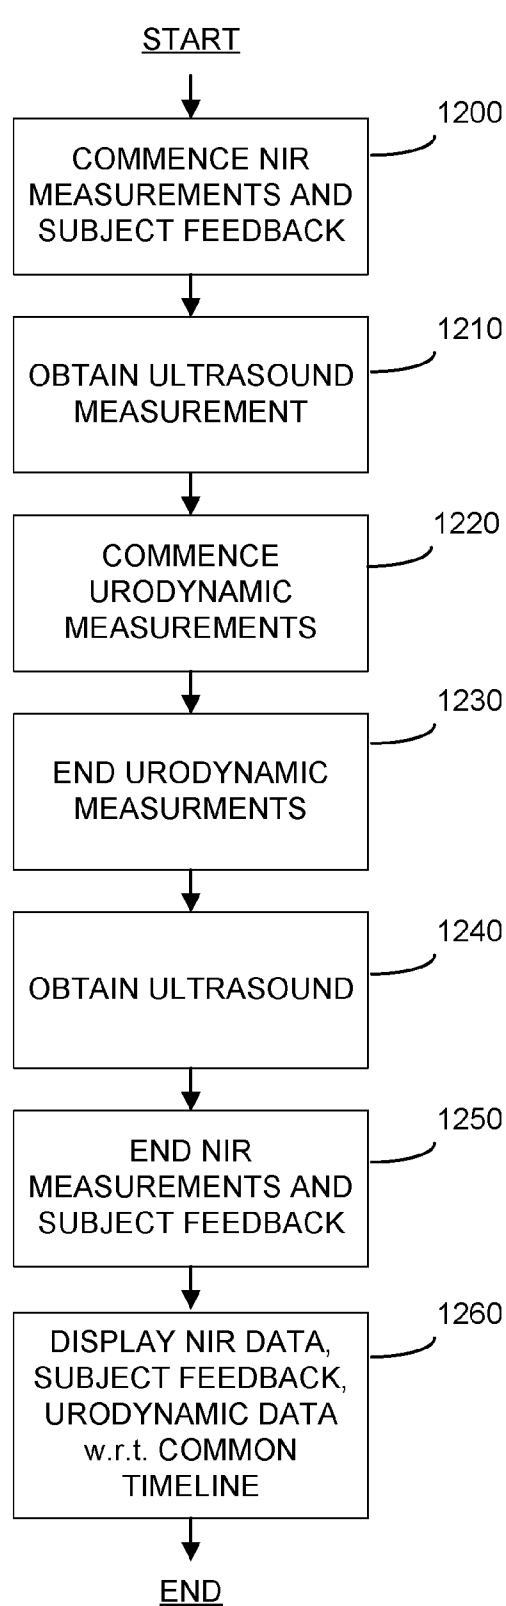 START
1200
COMMENCE NIR
MEASUREMENTS AND
SUBJECT FEEDBACK
1210
OBTAIN ULTRASOUND
MEASUREMENT
1220
COMMENCE
URODYNAMIC
MEASUREMENTS
1230
END URODYNAMIC
MEASURMENTS
1240
OBTAIN ULTRASOUND
1250
END NIR
MEASUREMENTS AND
SUBJECT FEEDBACK
1260
DISPLAY NIR DATA,
SUBJECT FEEDBACK,
URODYNAMIC DATA
w.r.t. COMMON
TIMELINE
END